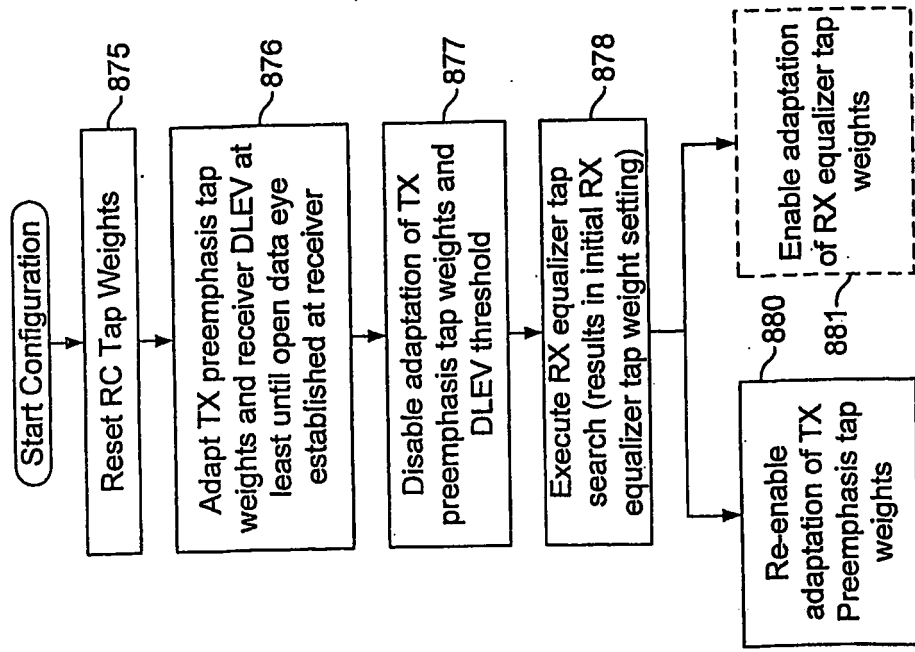 Start Configuration
Reset RC Tap Weights
875
Adapt TX preemphasis tap
weights and receiver DLEV at
least until open data eye
established at receiver
876
Disable adaptation of TX
preemphasis tap weights and
DLEV threshold
877
Execute RX equalizer tap
search (results in initial RX
equalizer tap weight setting)
878
Re-enable
adaptation of TX
Preemphasis tap
weights
880
Enable adaptation
of RX equalizer tap
weights
881